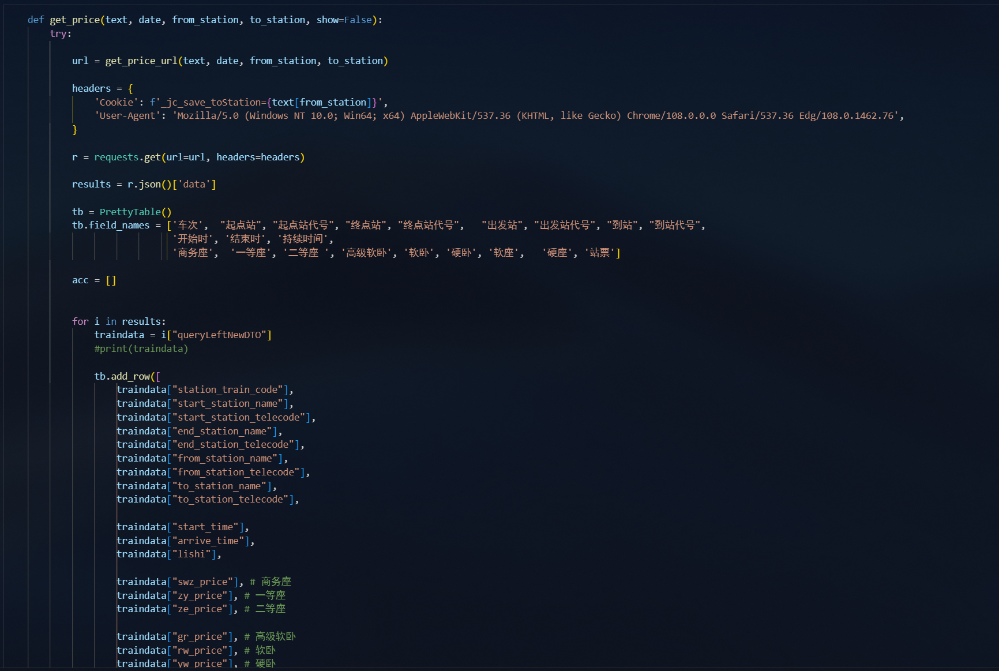 def get_price(text, date, from_station, to_station, show=False):
try:
url = get_price_url(text, date, from_station, to_station)
headers = {
'Cookie': f'_jc_save_toStation={text[from_station]}',
'User-Agent': 'Mozilla/5.0 (Windows NT 10.0; Win64; x64) AppleWebKit/537.36 (KHTML, like Gecko) Chrome/108.0.0.0 Safari/537.36 Edg/108.0.1462.76',
}
r = requests.get(url=url, headers=headers)
results = r.json()['data']
tb = PrettyTable()
tb.field_names = ['车次', "起点站", "起点站代号", "终点站", "终点站代号", "出发站", "出发站代号", "到站", "到站代号",
'开始时', '结束时', '持续时间',
'商务座', '一等座', '二等座 ', '高级软卧', '软卧', '硬卧', '软座', '硬座', '站票']
acc = []
for i in results:
traindata = i["queryLeftNewDTO"]
#print(traindata)
tb.add_row([
traindata["station_train_code"],
traindata["start_station_name"],
traindata["start_station_telecode"],
traindata["end_station_name"],
traindata["end_station_telecode"],
traindata["from_station_name"],
traindata["from_station_telecode"],
traindata["to_station_name"],
traindata["to_station_telecode"],
traindata["start_time"],
traindata["arrive_time"],
traindata["lishi"],
traindata["swz_price"], # 商务座
traindata["zy_price"], # 一等座
traindata["ze_price"], # 二等座
traindata["gr_price"], # 高级软卧
traindata["rw_price"], # 软卧
traindata["yw_price"], # 硬卧